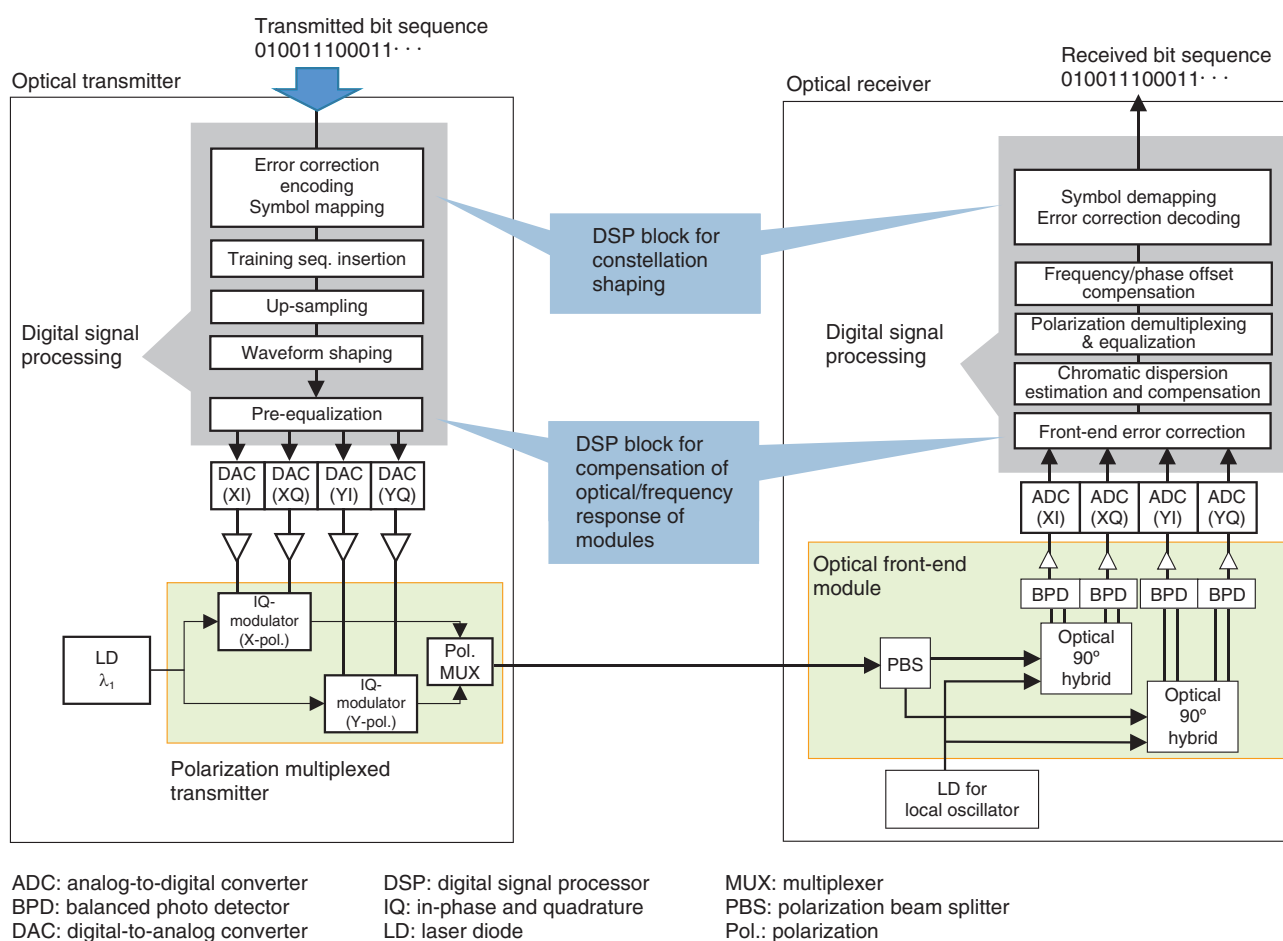 Transmitted bit sequence
010011100011· · ·
Optical transmitter
Error correction
encoding
Symbol mapping
Training seq. insertion
Up-sampling
Waveform shaping
Pre-equalization
Digital signal
processing
DAC
(XI)
DAC
(XQ)
DAC
(YI)
DAC
(YQ)
IQ-
modulator
(X-pol.)
IQ-
modulator
(Y-pol.)
Pol.
MUX
LD
λ₁
Polarization multiplexed
transmitter
DSP block for
constellation
shaping
DSP block for
compensation of
optical/frequency
response of
modules
Received bit sequence
010011100011· · ·
Optical receiver
Symbol demapping
Error correction decoding
Frequency/phase offset
compensation
Polarization demultiplexing
& equalization
Chromatic dispersion
estimation and compensation
Front-end error correction
Digital signal
processing
ADC
(XI)
ADC
(XQ)
ADC
(YI)
ADC
(YQ)
Optical front-end
module
BPD
BPD
BPD
BPD
PBS
Optical
90º
hybrid
Optical
90º
hybrid
LD for
local oscillator
ADC: analog-to-digital converter
BPD: balanced photo detector
DAC: digital-to-analog converter
DSP: digital signal processor
IQ: in-phase and quadrature
LD: laser diode
MUX: multiplexer
PBS: polarization beam splitter
Pol.: polarization